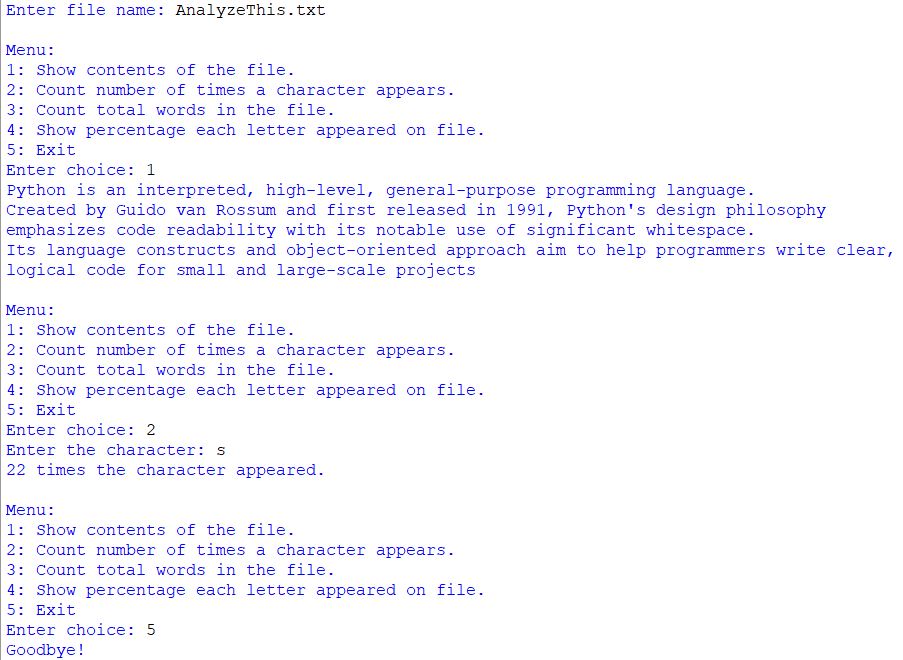 Enter file name: AnalyzeThis.txt
Menu:
1: Show contents of the file.
2: Count number of times a character appears.
3: Count total words in the file.
4: Show percentage each letter appeared on file.
5: Exit
Enter choice: 1
Python is an interpreted, high-level, general-purpose programming language.
Created by Guido van Rossum and first released in 1991, Python's design philosophy
emphasizes code readability with its notable use of significant whitespace.
Its language constructs and object-oriented approach aim to help programmers write clear,
logical code for small and large-scale projects
Menu:
1: Show contents of the file.
2: Count number of times a character appears.
3: Count total words in the file.
4: Show percentage each letter appeared on file.
5: Exit
Enter choice: 2
Enter the character: s
22 times the character appeared.
Menu:
1: Show contents of the file.
2: Count number of times a character appears.
3: Count total words in the file.
4: Show percentage each letter appeared on file.
5: Exit
Enter choice: 5
Goodbye!